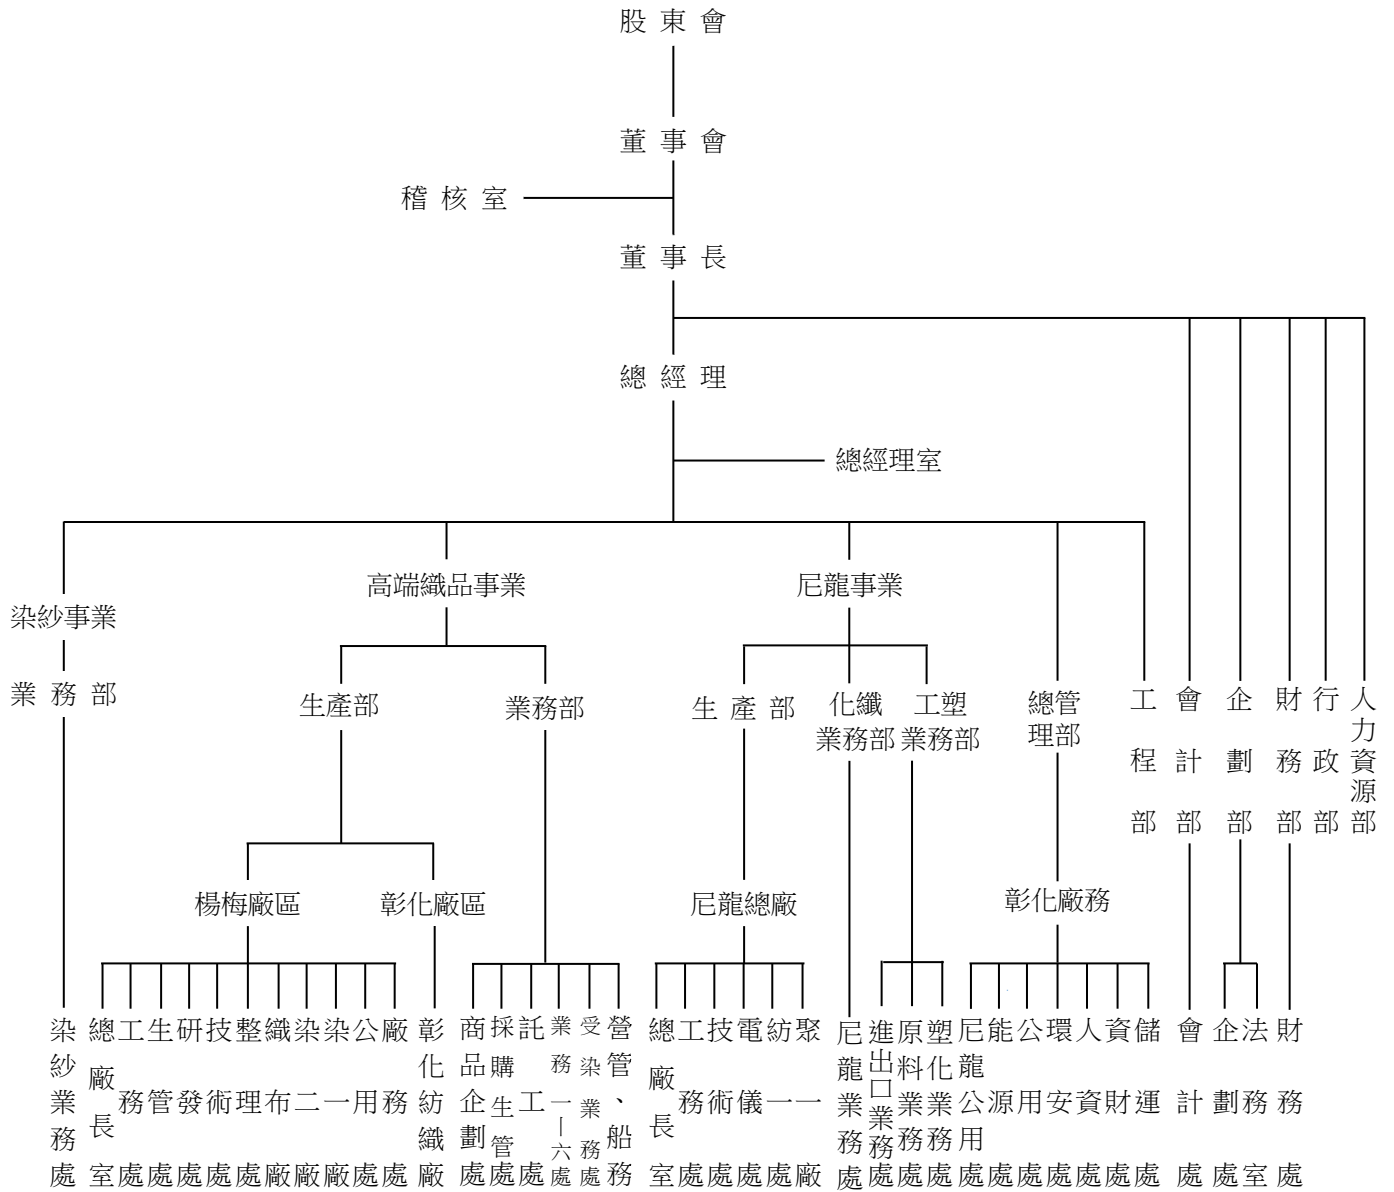 股東會
董事會
稽核室
董事長
總經理
總經理室
高端織品事業
尼龍事業
染紗事業
業務部
生產部
業務部
生產部
化纖
業務部
工塑
業務部
總管
理部
工程部
會計部
企劃部
財務部
行政部
人力資源部
楊梅廠區
彰化廠區
尼龍總廠
彰化廠務
染紗業務處
總廠長室
工務處
生管處
研發處
技術處
整理處
織布廠
染二廠
染一廠
公用處
廠務處
彰化紡織廠
商品企劃處
採購生管處
託工處
業務一｜六處
受染業務處
營管、船務
總廠長室
工務處
技術處
電儀處
紡一處
聚一廠
尼龍業務處
進出口業務處
原料業務處
塑化業務處
尼龍公用處
能源處
公用處
環安處
人資處
資財處
儲運處
會計處
企劃處
法務室
財務處